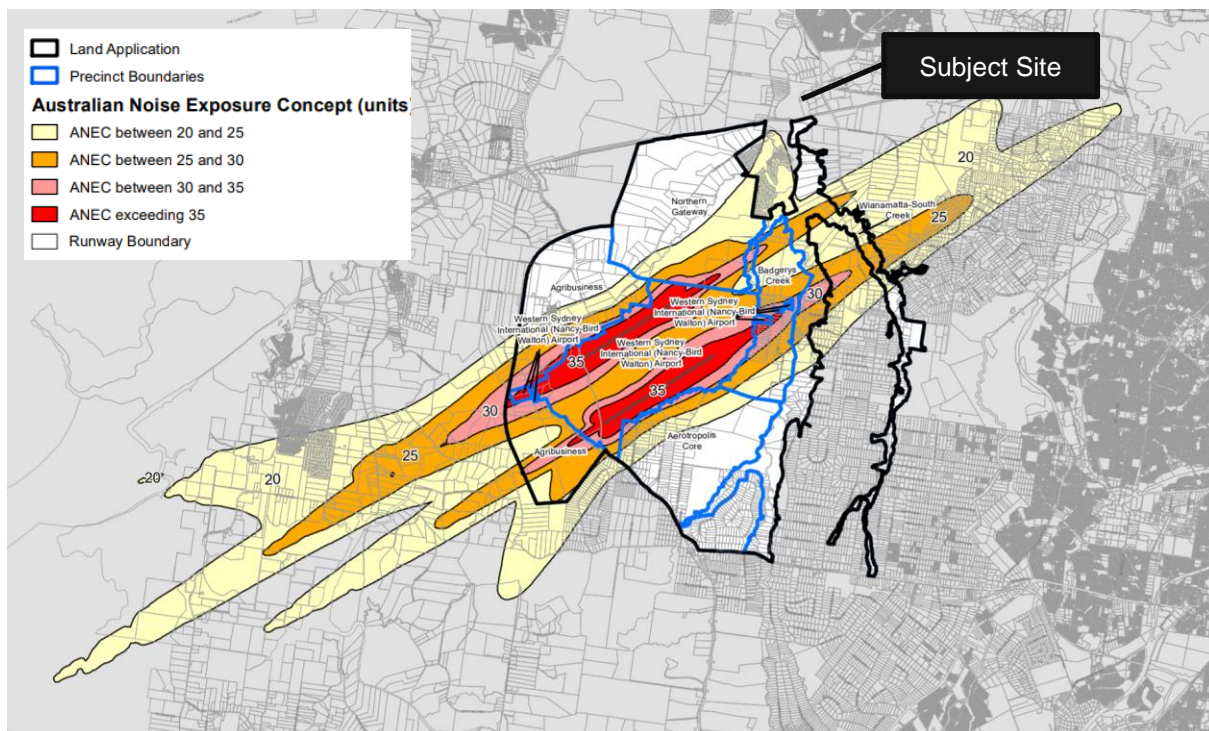 Land Application
Precinct Boundaries
Australian Noise Exposure Concept (units)
ANEC between 20 and 25
ANEC between 25 and 30
ANEC between 30 and 35
ANEC exceeding 35
Runway Boundary
Subject Site
20
Northern
Gateway
Wianamatta-South
Creek
25
Badgerys
Creek
30
Agribusiness
Western Sydney
International (Nancy-Bird
Walton) Airport
Western Sydney
International (Nancy-Bird
Walton) Airport
Western Sydney
International (Nancy-Bird
Walton) Airport
35
35
30
Aerotropolis
Core
Agribusiness
25
20
20